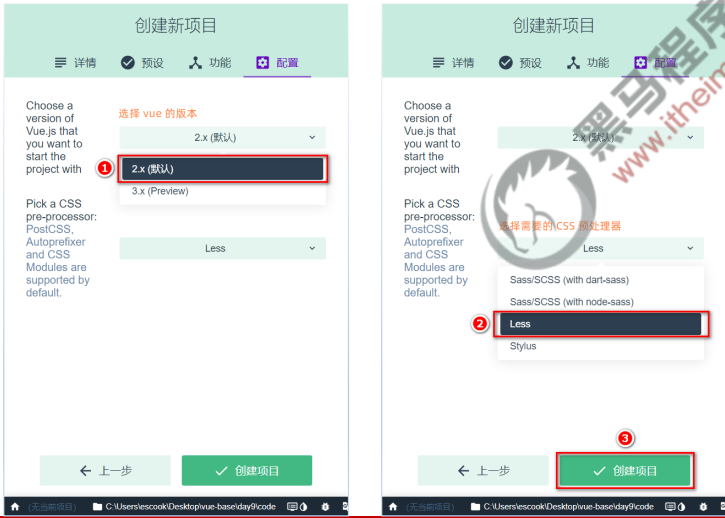 创建新项目
详情
预设
功能
配置
Choose a
version of
Vue.js that
you want to
start the
project with
选择 vue 的版本
2.x (默认)
1
2.x (默认)
3.x (Preview)
Pick a CSS
pre-processor:
PostCSS,
Autoprefixer
and CSS
Modules are
supported by
default.
Less
上一步
创建项目
(无当前项目)
C:\Users\escook\Desktop\vue-base\day9\code
创建新项目
详情
预设
功能
配置
Choose a
version of
Vue.js that
you want to
start the
project with
2.x (默认)
Pick a CSS
pre-processor:
PostCSS,
Autoprefixer
and CSS
Modules are
supported by
default.
选择需要的 CSS 预处理器
Less
Sass/SCSS (with dart-sass)
Sass/SCSS (with node-sass)
2
Less
Stylus
3
上一步
创建项目
(无当前项目)
C:\Users\escook\Desktop\vue-base\day9\code
黑马程序
www.itheim